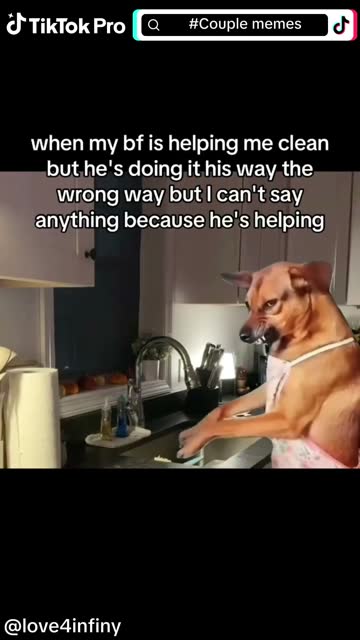 TikTok Pro
#Couple memes
when my bf is helping me clean
but he's doing it his way the
wrong way but I can't say
anything because he's helping
@love4infiny